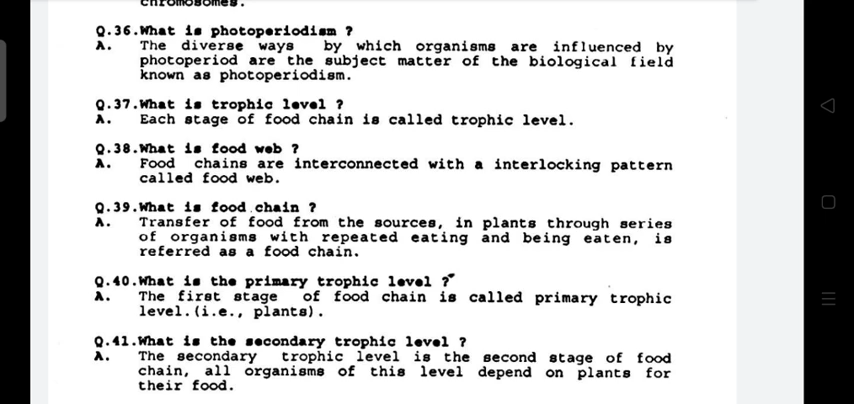 chromosomes.
Q.36.What is photoperiodism ?
A. The diverse ways by which organisms are influenced by
photoperiod are the subject matter of the biological field
known as photoperiodism.
Q.37.What is trophic level ?
A. Each stage of food chain is called trophic level.
Q.38.What is food web ?
A. Food chains are interconnected with a interlocking pattern
called food web.
Q.39.What is food chain ?
A. Transfer of food from the sources, in plants through series
of organisms with repeated eating and being eaten, is
referred as a food chain.
Q.40.What is the primary trophic level ?
A. The first stage of food chain is called primary trophic
level.(i.e., plants).
Q.41.What is the secondary trophic level ?
A. The secondary trophic level is the second stage of food
chain, all organisms of this level depend on plants for
their food.